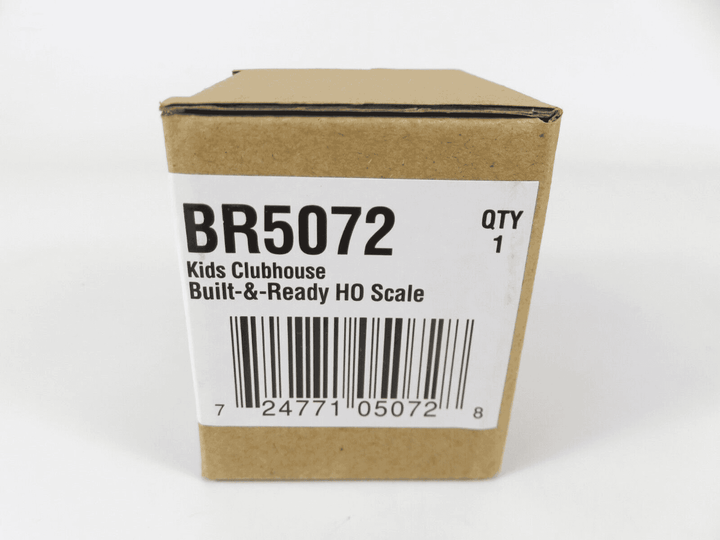 BR5072
QTY
1
Kids Clubhouse
Built-&-Ready HO Scale
7 24771 05072 8